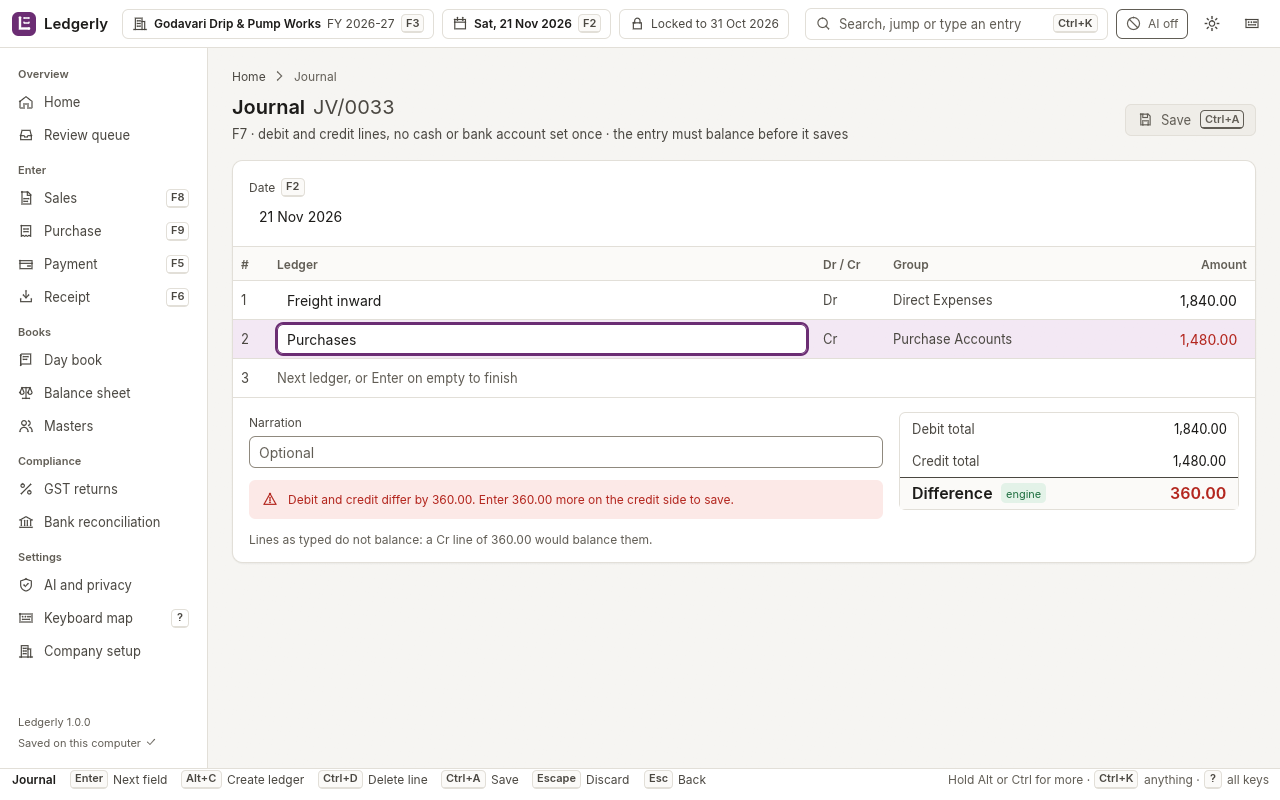 Ledgerly
Godavari Drip & Pump Works FY 2026-27 F3
Sat, 21 Nov 2026 F2
Locked to 31 Oct 2026
Search, jump or type an entry Ctrl+K
AI off
Overview
Home
Review queue
Enter
Sales F8
Purchase F9
Payment F5
Receipt F6
Books
Day book
Balance sheet
Masters
Compliance
GST returns
Bank reconciliation
Settings
AI and privacy
Keyboard map ?
Company setup
Ledgerly 1.0.0
Saved on this computer
Home Journal
Journal JV/0033
F7 · debit and credit lines, no cash or bank account set once · the entry must balance before it saves
Save Ctrl+A
Date F2
21 Nov 2026
# Ledger Dr / Cr Group Amount
1 Freight inward Dr Direct Expenses 1,840.00
2 Purchases Cr Purchase Accounts 1,480.00
3 Next ledger, or Enter on empty to finish
Narration
Optional
Debit and credit differ by 360.00. Enter 360.00 more on the credit side to save.
Lines as typed do not balance: a Cr line of 360.00 would balance them.
Debit total 1,840.00
Credit total 1,480.00
Difference engine 360.00
Journal Enter Next field Alt+C Create ledger Ctrl+D Delete line Ctrl+A Save Escape Discard Esc Back
Hold Alt or Ctrl for more · Ctrl+K anything · ? all keys